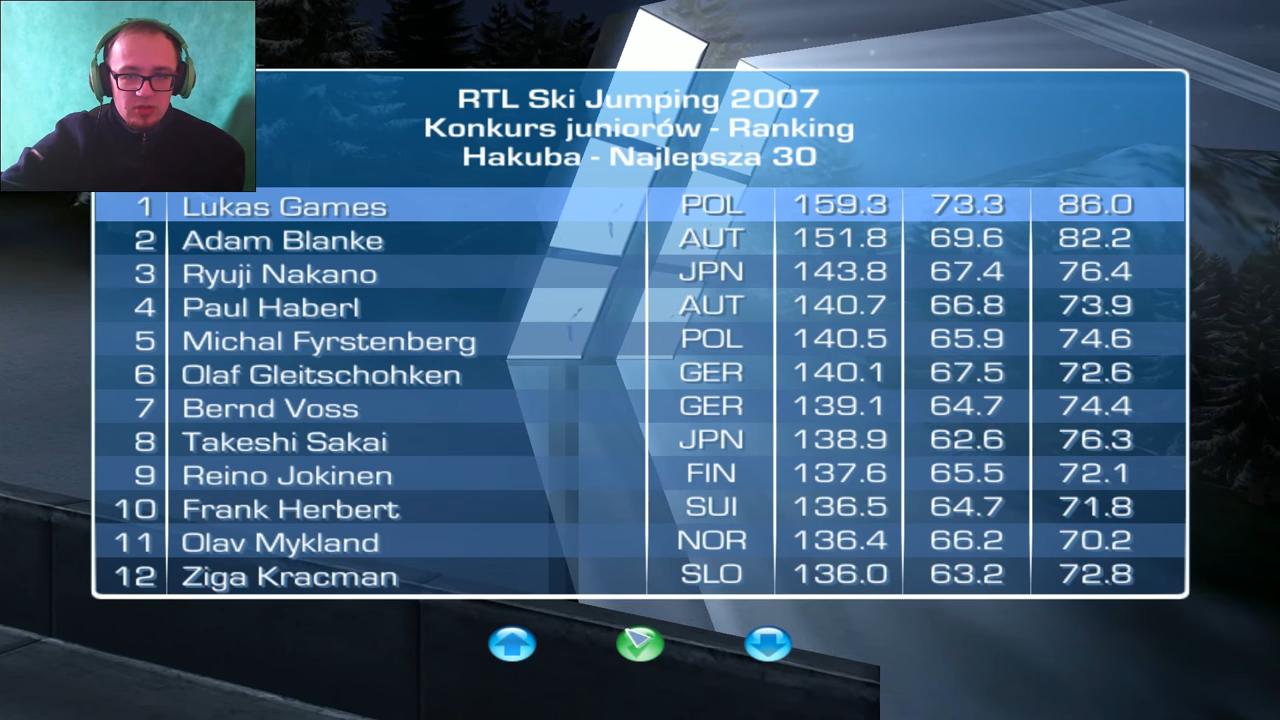 RTL Ski Jumping 2007
Konkurs juniorów - Ranking
Hakuba - Najlepsza 30
1 Lukas Games POL 159.3 73.3 86.0
2 Adam Blanke AUT 151.8 69.6 82.2
3 Ryuji Nakano JPN 143.8 67.4 76.4
4 Paul Haberl AUT 140.7 66.8 73.9
5 Michal Fyrstenberg POL 140.5 65.9 74.6
6 Olaf Gleitschohken GER 140.1 67.5 72.6
7 Bernd Voss GER 139.1 64.7 74.4
8 Takeshi Sakai JPN 138.9 62.6 76.3
9 Reino Jokinen FIN 137.6 65.5 72.1
10 Frank Herbert SUI 136.5 64.7 71.8
11 Olav Mykland NOR 136.4 66.2 70.2
12 Ziga Kracman SLO 136.0 63.2 72.8